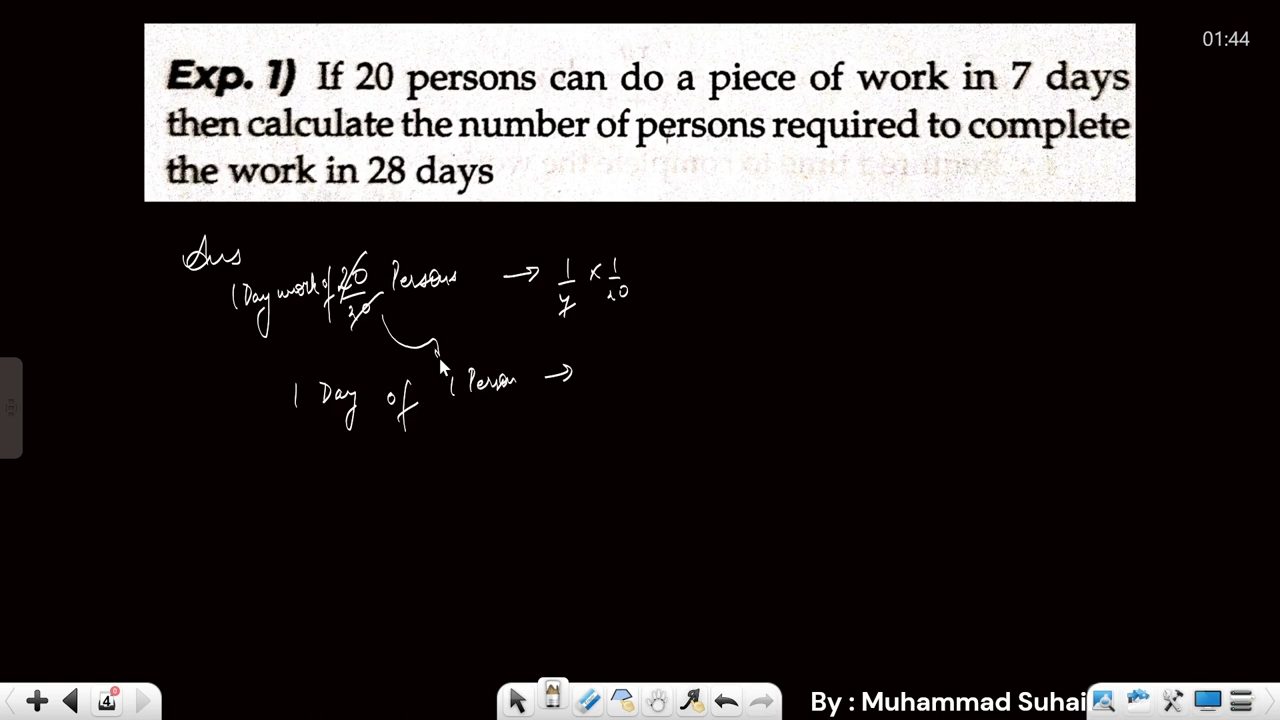 01:44
Exp. 1) If 20 persons can do a piece of work in 7 days
then calculate the number of persons required to complete
the work in 28 days
Ans
1 Day work of 20/20 Persons → 1/7 × 1/20
1 Day of 1 Person →
4
By : Muhammad Suhai